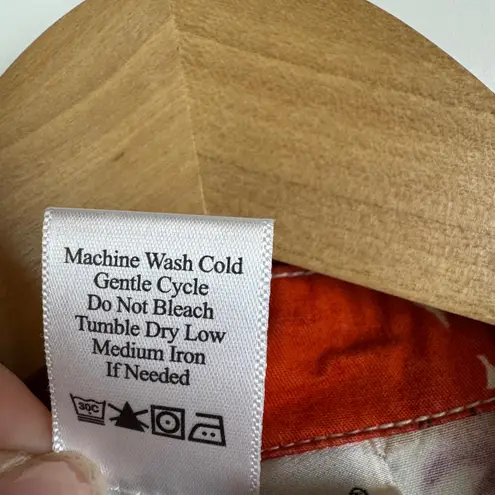 Machine Wash Cold
Gentle Cycle
Do Not Bleach
Tumble Dry Low
Medium Iron
If Needed
30C